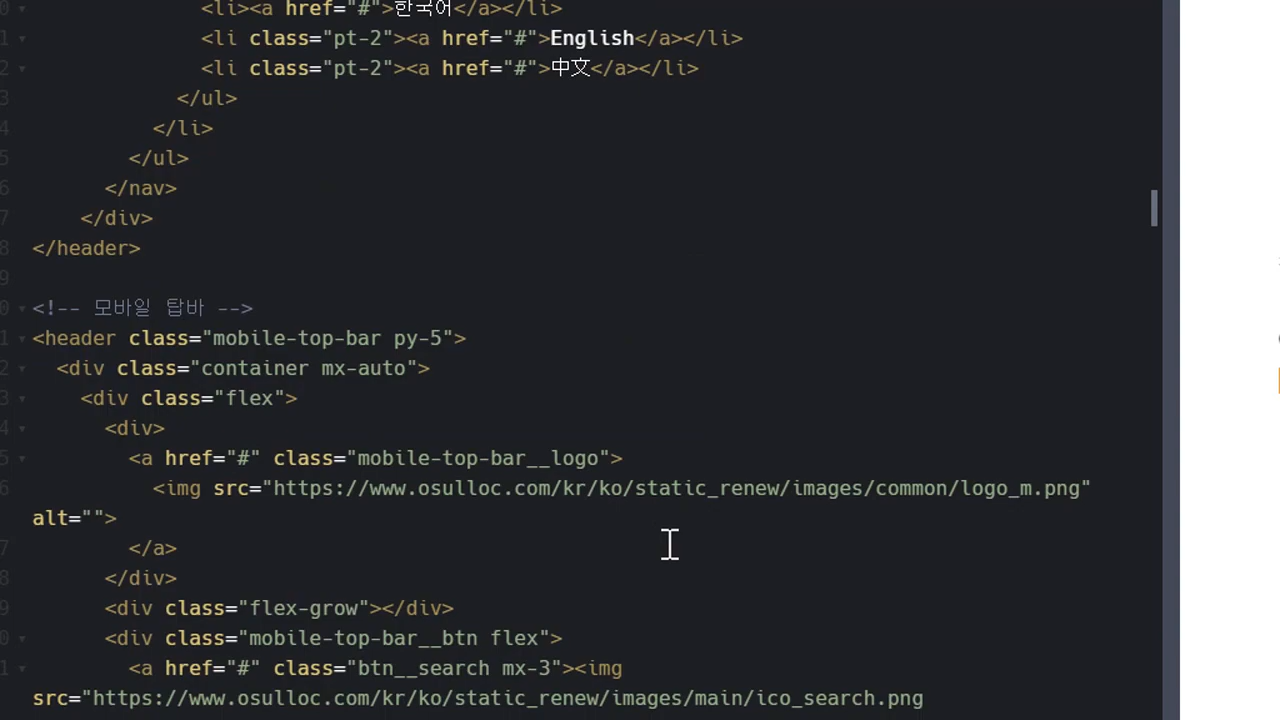 <li><a href="#">한국어</a></li>
<li class="pt-2"><a href="#">English</a></li>
<li class="pt-2"><a href="#">中文</a></li>
</ul>
</li>
</ul>
</nav>
</div>
</header>
<!-- 모바일 탑바 -->
<header class="mobile-top-bar py-5">
<div class="container mx-auto">
<div class="flex">
<div>
<a href="#" class="mobile-top-bar__logo">
<img src="https://www.osulloc.com/kr/ko/static_renew/images/common/logo_m.png"
alt="">
</a>
</div>
<div class="flex-grow"></div>
<div class="mobile-top-bar__btn flex">
<a href="#" class="btn__search mx-3"><img
src="https://www.osulloc.com/kr/ko/static_renew/images/main/ico_search.png